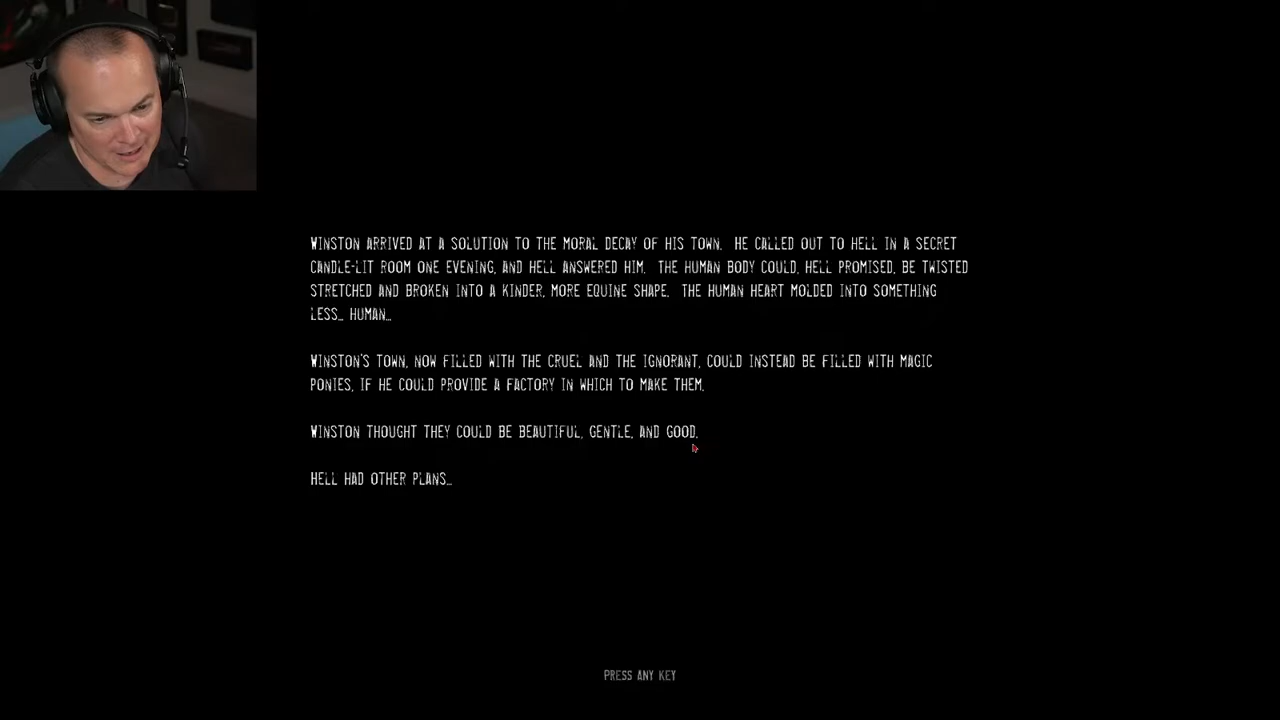 WINSTON ARRIVED AT A SOLUTION TO THE MORAL DECAY OF HIS TOWN. HE CALLED OUT TO HELL IN A SECRET
CANDLE-LIT ROOM ONE EVENING, AND HELL ANSWERED HIM. THE HUMAN BODY COULD, HELL PROMISED, BE TWISTED
STRETCHED AND BROKEN INTO A KINDER, MORE EQUINE SHAPE. THE HUMAN HEART MOLDED INTO SOMETHING
LESS... HUMAN...
WINSTON'S TOWN, NOW FILLED WITH THE CRUEL AND THE IGNORANT, COULD INSTEAD BE FILLED WITH MAGIC
PONIES, IF HE COULD PROVIDE A FACTORY IN WHICH TO MAKE THEM.
WINSTON THOUGHT THEY COULD BE BEAUTIFUL, GENTLE, AND GOOD.
HELL HAD OTHER PLANS...
PRESS ANY KEY